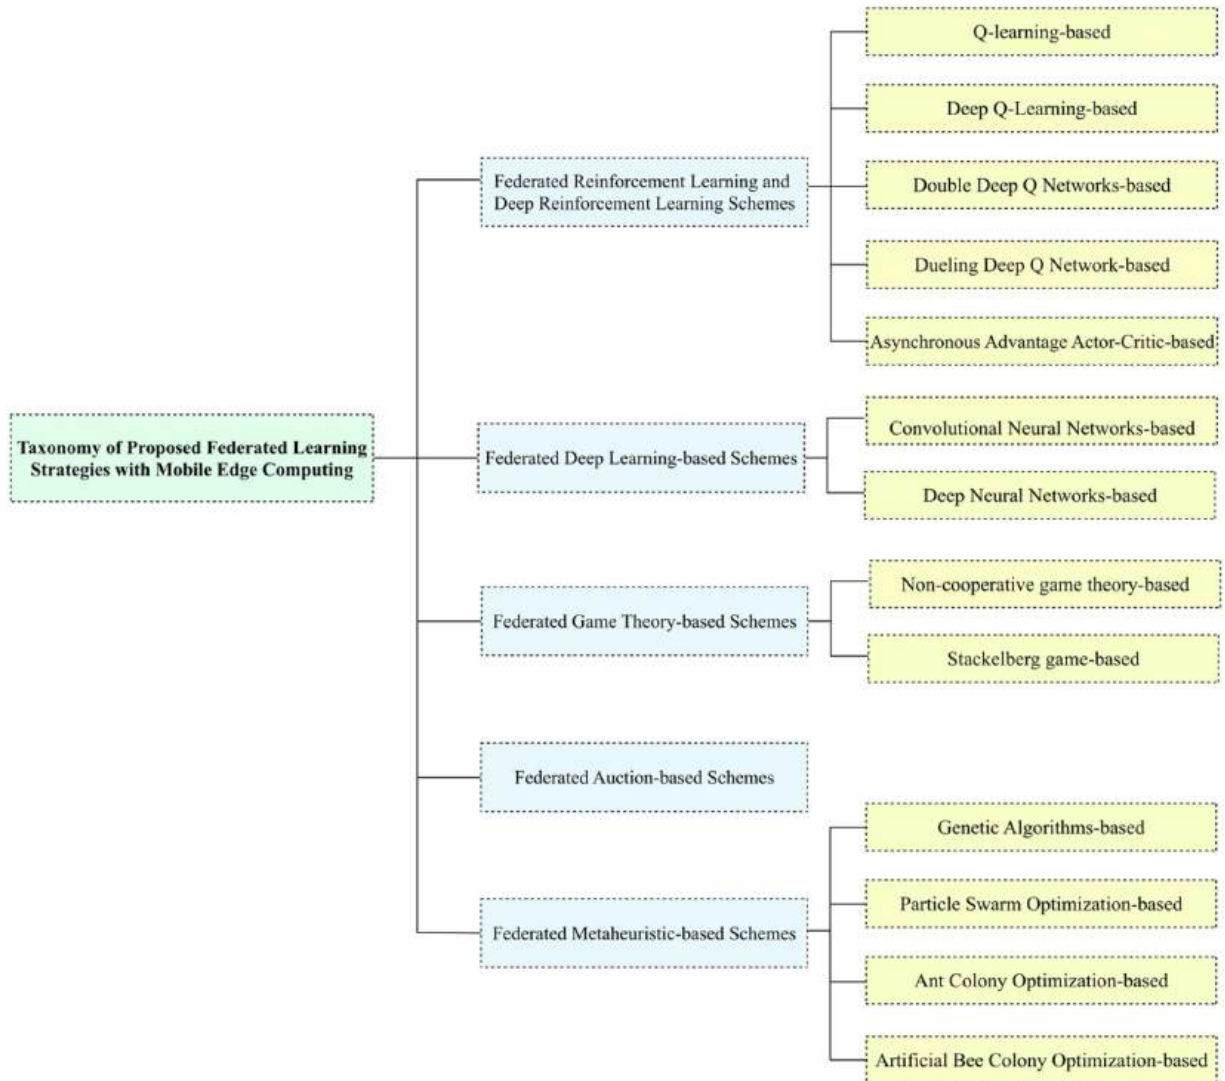 Taxonomy of Proposed Federated Learning
Strategies with Mobile Edge Computing
Federated Reinforcement Learning and
Deep Reinforcement Learning Schemes
Q-learning-based
Deep Q-Learning-based
Double Deep Q Networks-based
Dueling Deep Q Network-based
Asynchronous Advantage Actor-Critic-based
Federated Deep Learning-based Schemes
Convolutional Neural Networks-based
Deep Neural Networks-based
Federated Game Theory-based Schemes
Non-cooperative game theory-based
Stackelberg game-based
Federated Auction-based Schemes
Federated Metaheuristic-based Schemes
Genetic Algorithms-based
Particle Swarm Optimization-based
Ant Colony Optimization-based
Artificial Bee Colony Optimization-based